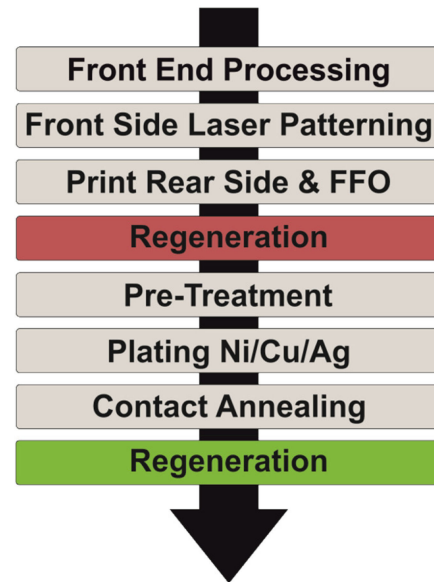 Front End Processing
Front Side Laser Patterning
Print Rear Side & FFO
Regeneration
Pre-Treatment
Plating Ni/Cu/Ag
Contact Annealing
Regeneration